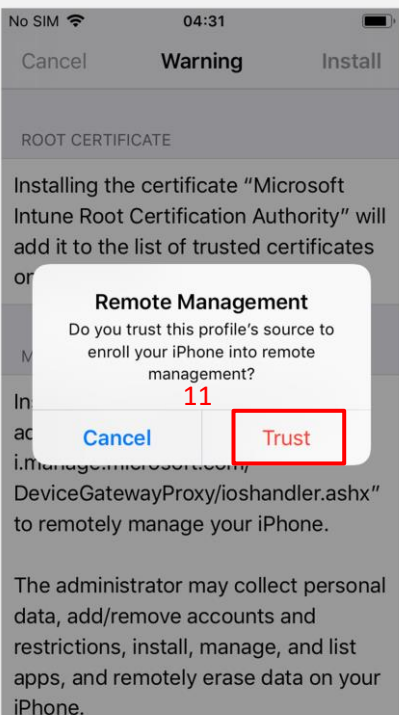 No SIM 04:31
Cancel Warning Install
ROOT CERTIFICATE
Installing the certificate “Microsoft
Intune Root Certification Authority” will
add it to the list of trusted certificates
Remote Management
Do you trust this profile’s source to
enroll your iPhone into remote
management?
11
Cancel Trust
DeviceGatewayProxy/ioshandler.ashx”
to remotely manage your iPhone.
The administrator may collect personal
data, add/remove accounts and
restrictions, install, manage, and list
apps, and remotely erase data on your
iPhone.